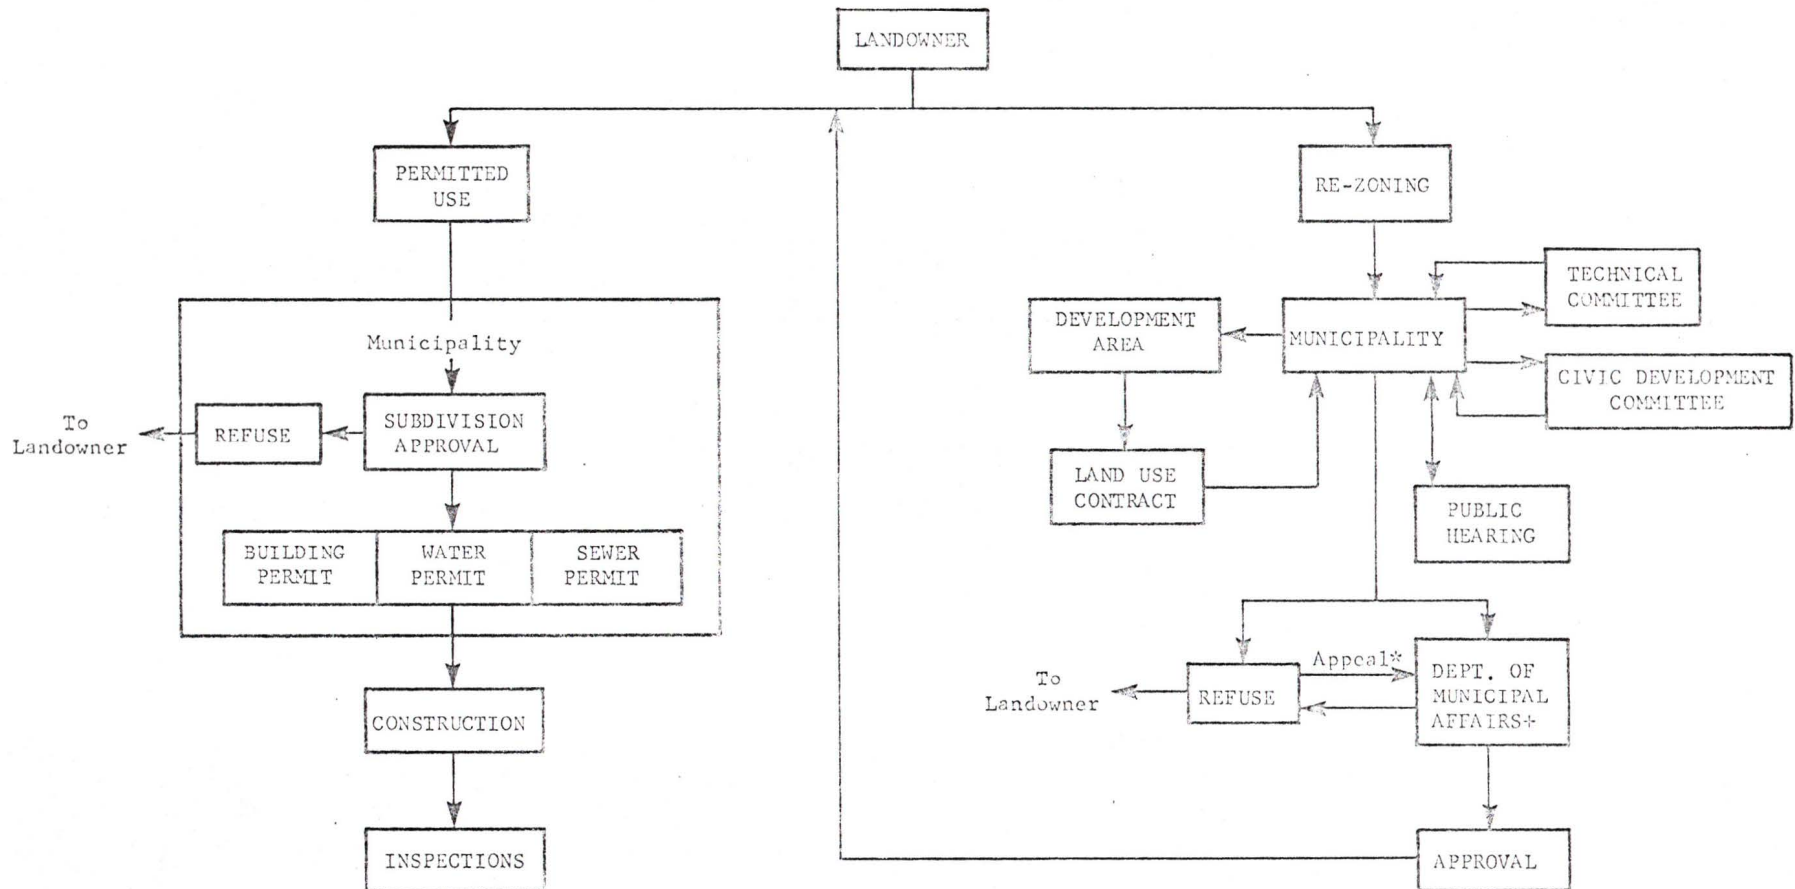 LANDOWNER
PERMITTED
USE
RE-ZONING
Municipality
SUBDIVISION
APPROVAL
REFUSE
To
Landowner
BUILDING
PERMIT
WATER
PERMIT
SEWER
PERMIT
CONSTRUCTION
INSPECTIONS
TECHNICAL
COMMITTEE
DEVELOPMENT
AREA
MUNICIPALITY
CIVIC DEVELOPMENT
COMMITTEE
LAND USE
CONTRACT
PUBLIC
HEARING
Appeal*
To
Landowner
REFUSE
DEPT. OF
MUNICIPAL
AFFAIRS+
APPROVAL